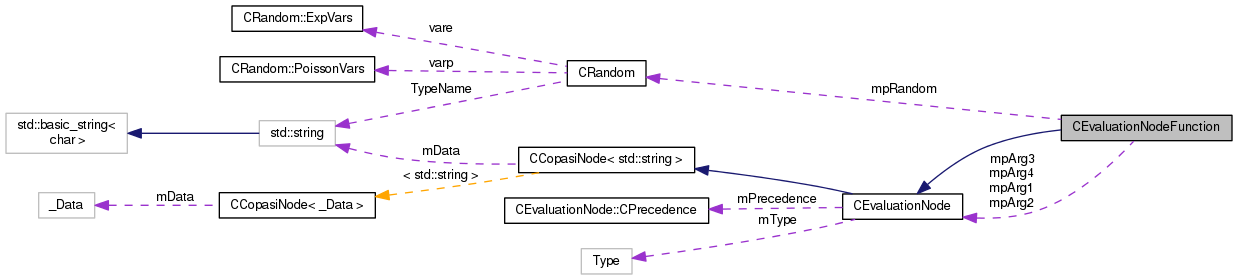 CRandom::ExpVars
vare
CRandom::PoissonVars
varp
CRandom
TypeName
mpRandom
std::basic_string<
char >
std::string
CEvaluationNodeFunction
mData
CCopasiNode< std::string >
mpArg3
mpArg4
mpArg1
mpArg2
< std::string >
_Data
mData
CCopasiNode< _Data >
CEvaluationNode::CPrecedence
mPrecedence
CEvaluationNode
mType
Type